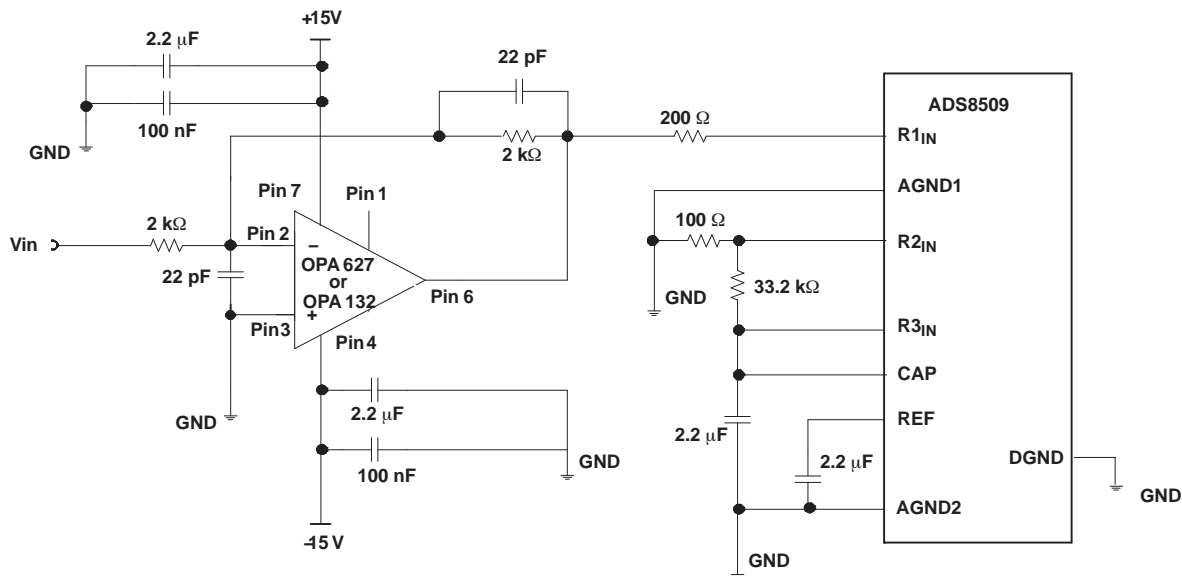 +15V
2.2 µF
100 nF
GND
22 pF
2 kΩ
200 Ω
ADS8509
R1IN
AGND1
Pin 7
Pin 1
2 kΩ
Vin
Pin 2
−
22 pF
OPA 627
or
OPA 132
+
Pin3
Pin 6
Pin 4
100 Ω
R2IN
GND
33.2 kΩ
R3IN
CAP
GND
2.2 µF
100 nF
GND
2.2 µF
REF
2.2 µF
DGND
GND
AGND2
GND
−15 V